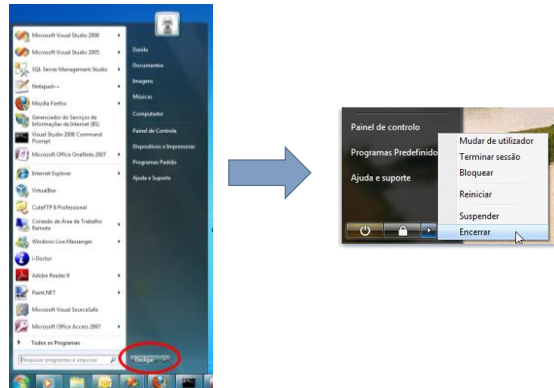 Microsoft Visual Studio 2008
Microsoft Visual Studio 2005
SQL Server Management Studio
Notepad++
Mozilla Firefox
Gerenciador de Serviços de
Informações da Internet (IIS)
Visual Studio 2008 Command
Prompt
Microsoft Office OneNote 2007
Internet Explorer
VirtualBox
CuteFTP 8 Professional
Conexão de Área de Trabalho
Remota
Windows Live Messenger
i-Doctor
Adobe Reader 9
Paint.NET
Microsoft Visual SourceSafe
Microsoft Office Access 2007
Todos os Programas
Pesquisar programas e arquivos
Danilo
Documentos
Imagens
Músicas
Computador
Painel de Controle
Dispositivos e Impressoras
Programas Padrão
Ajuda e Suporte
Desligar
Painel de controlo
Programas Predefinido
Ajuda e suporte
Mudar de utilizador
Terminar sessão
Bloquear
Reiniciar
Suspender
Encerrar